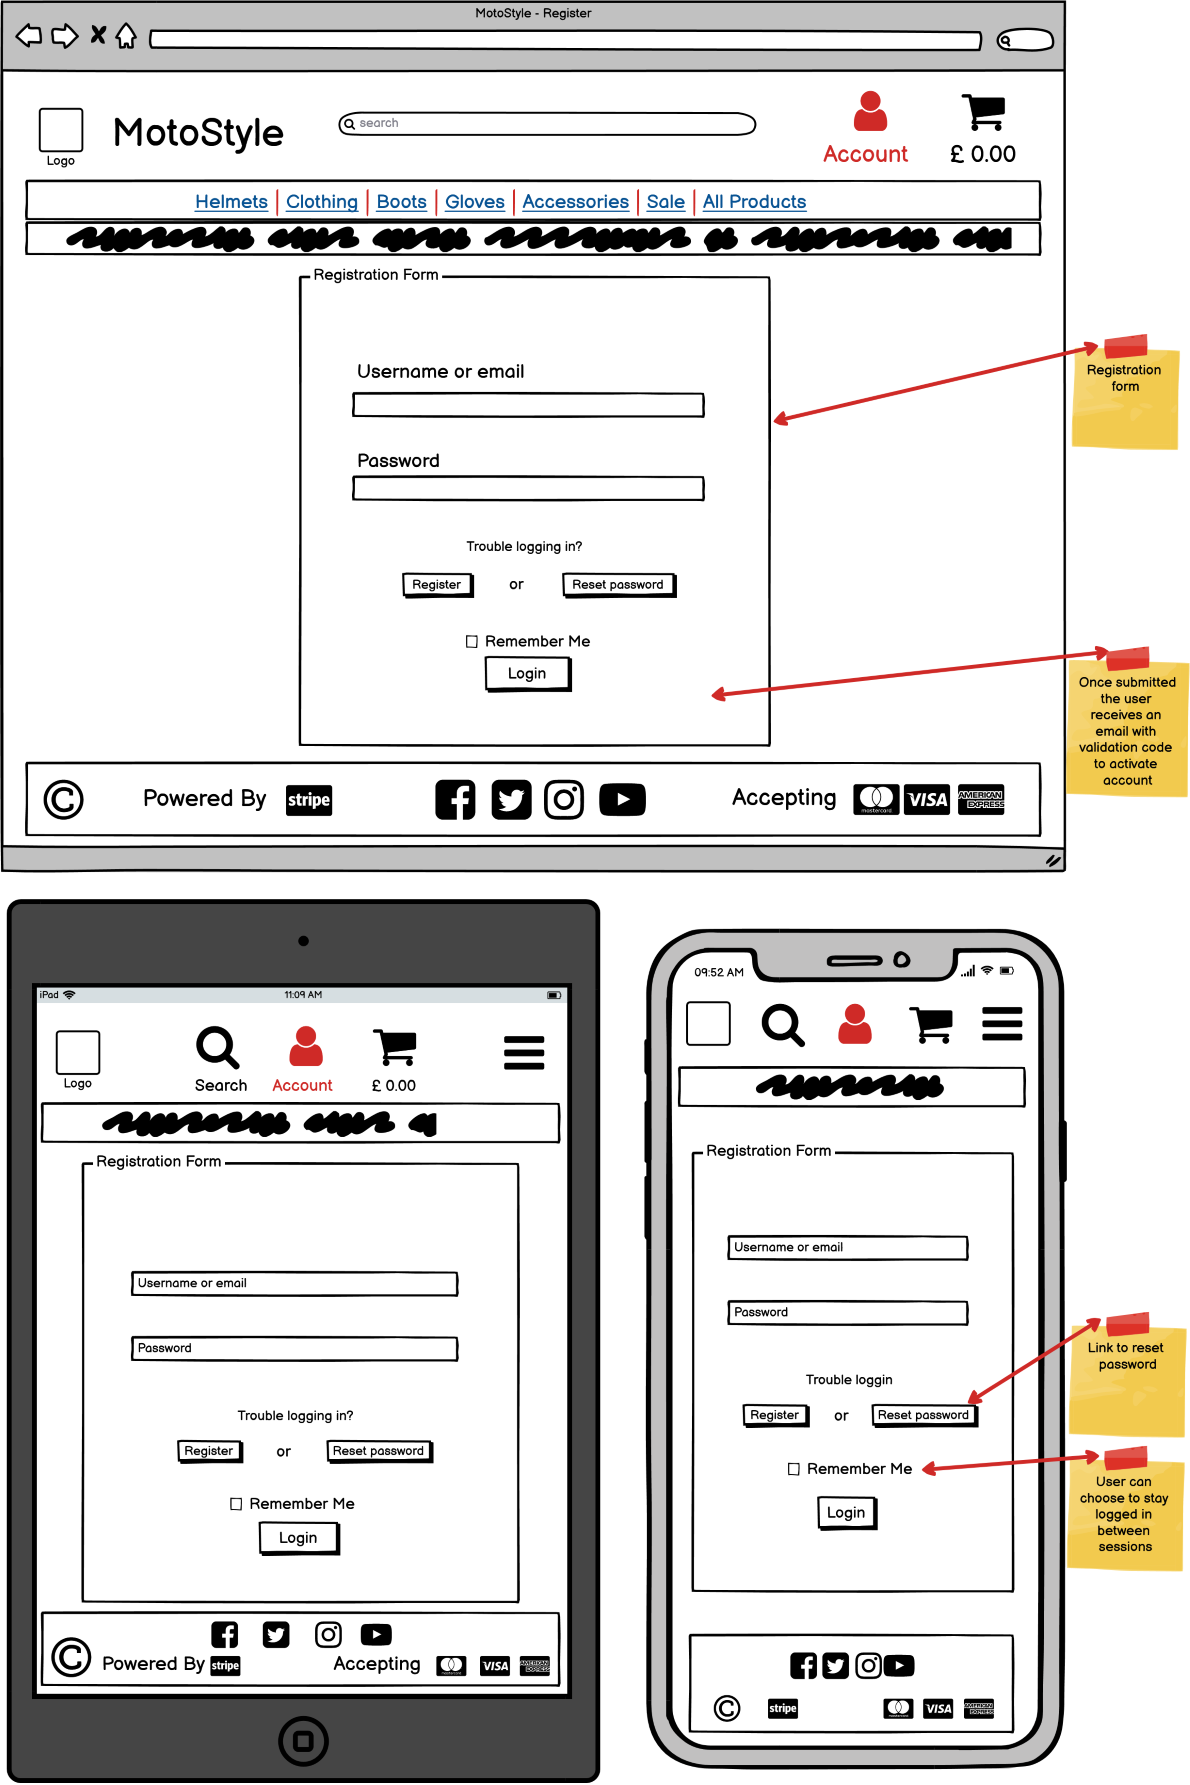 MotoStyle - Register
Logo
MotoStyle
search
Account
£ 0.00
Helmets
Clothing
Boots
Gloves
Accessories
Sale
All Products
Registration Form
Username or email
Password
Trouble logging in?
Register
or
Reset password
Remember Me
Login
Registration
form
Once submitted
the user
receives an
email with
validation code
to activate
account
©
Powered By
stripe
Accepting
mastercard
VISA
AMERICAN
EXPRESS
iPad
11:09 AM
Logo
Search
Account
£ 0.00
Registration Form
Username or email
Password
Trouble logging in?
Register
or
Reset password
Remember Me
Login
©
Powered By
stripe
Accepting
mastercard
VISA
AMERICAN
EXPRESS
09:52 AM
Registration Form
Username or email
Password
Trouble loggin
Register
or
Reset password
Remember Me
Login
Link to reset
password
User can
choose to stay
logged in
between
sessions
©
stripe
mastercard
VISA
AMERICAN
EXPRESS